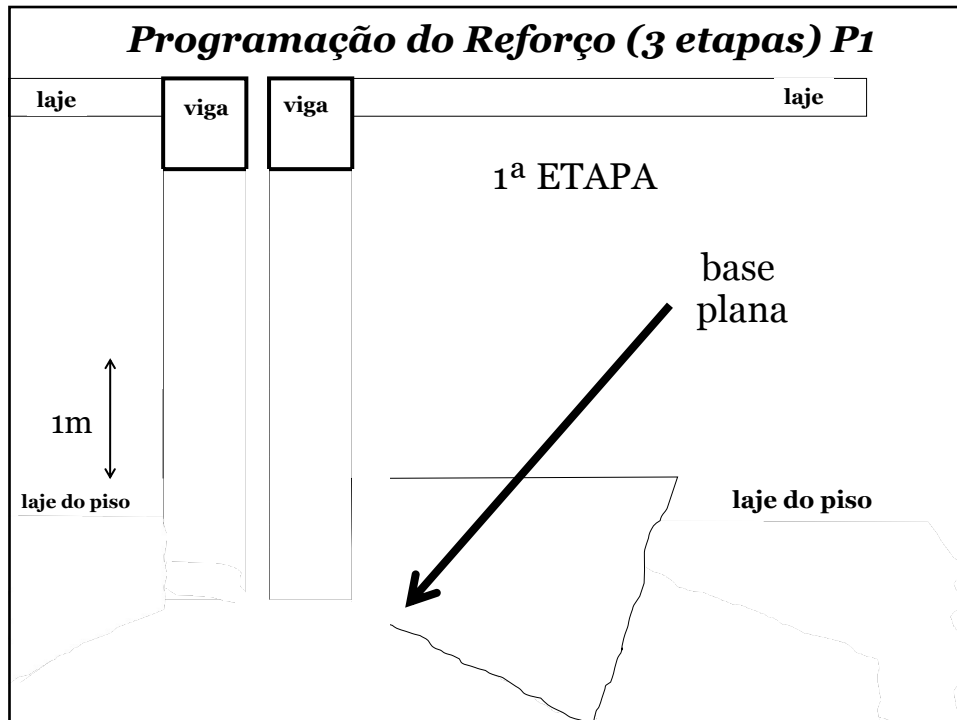 Programação do Reforço (3 etapas) P1
laje
viga
viga
laje
1ª ETAPA
base
plana
1m
laje do piso
laje do piso